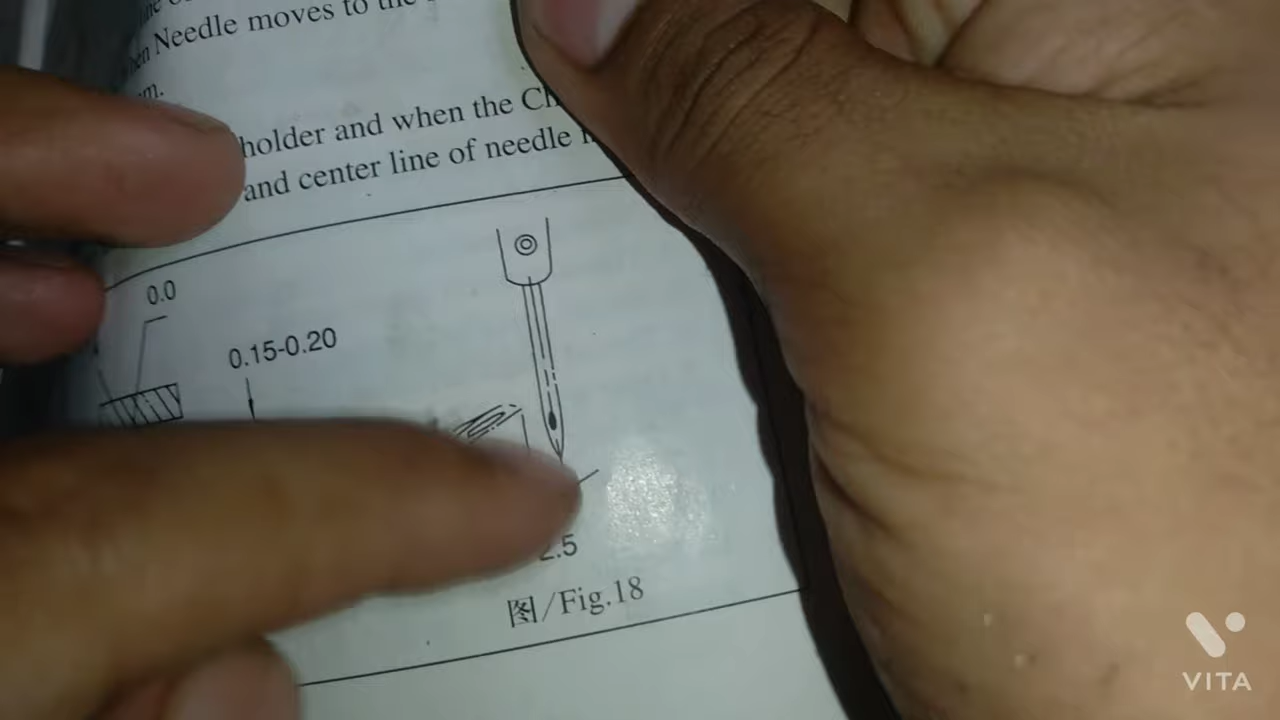 Needle moves to the
m.
holder and when the Ch
and center line of needle
0.0
0.15-0.20
2.5
图/Fig.18
VITA